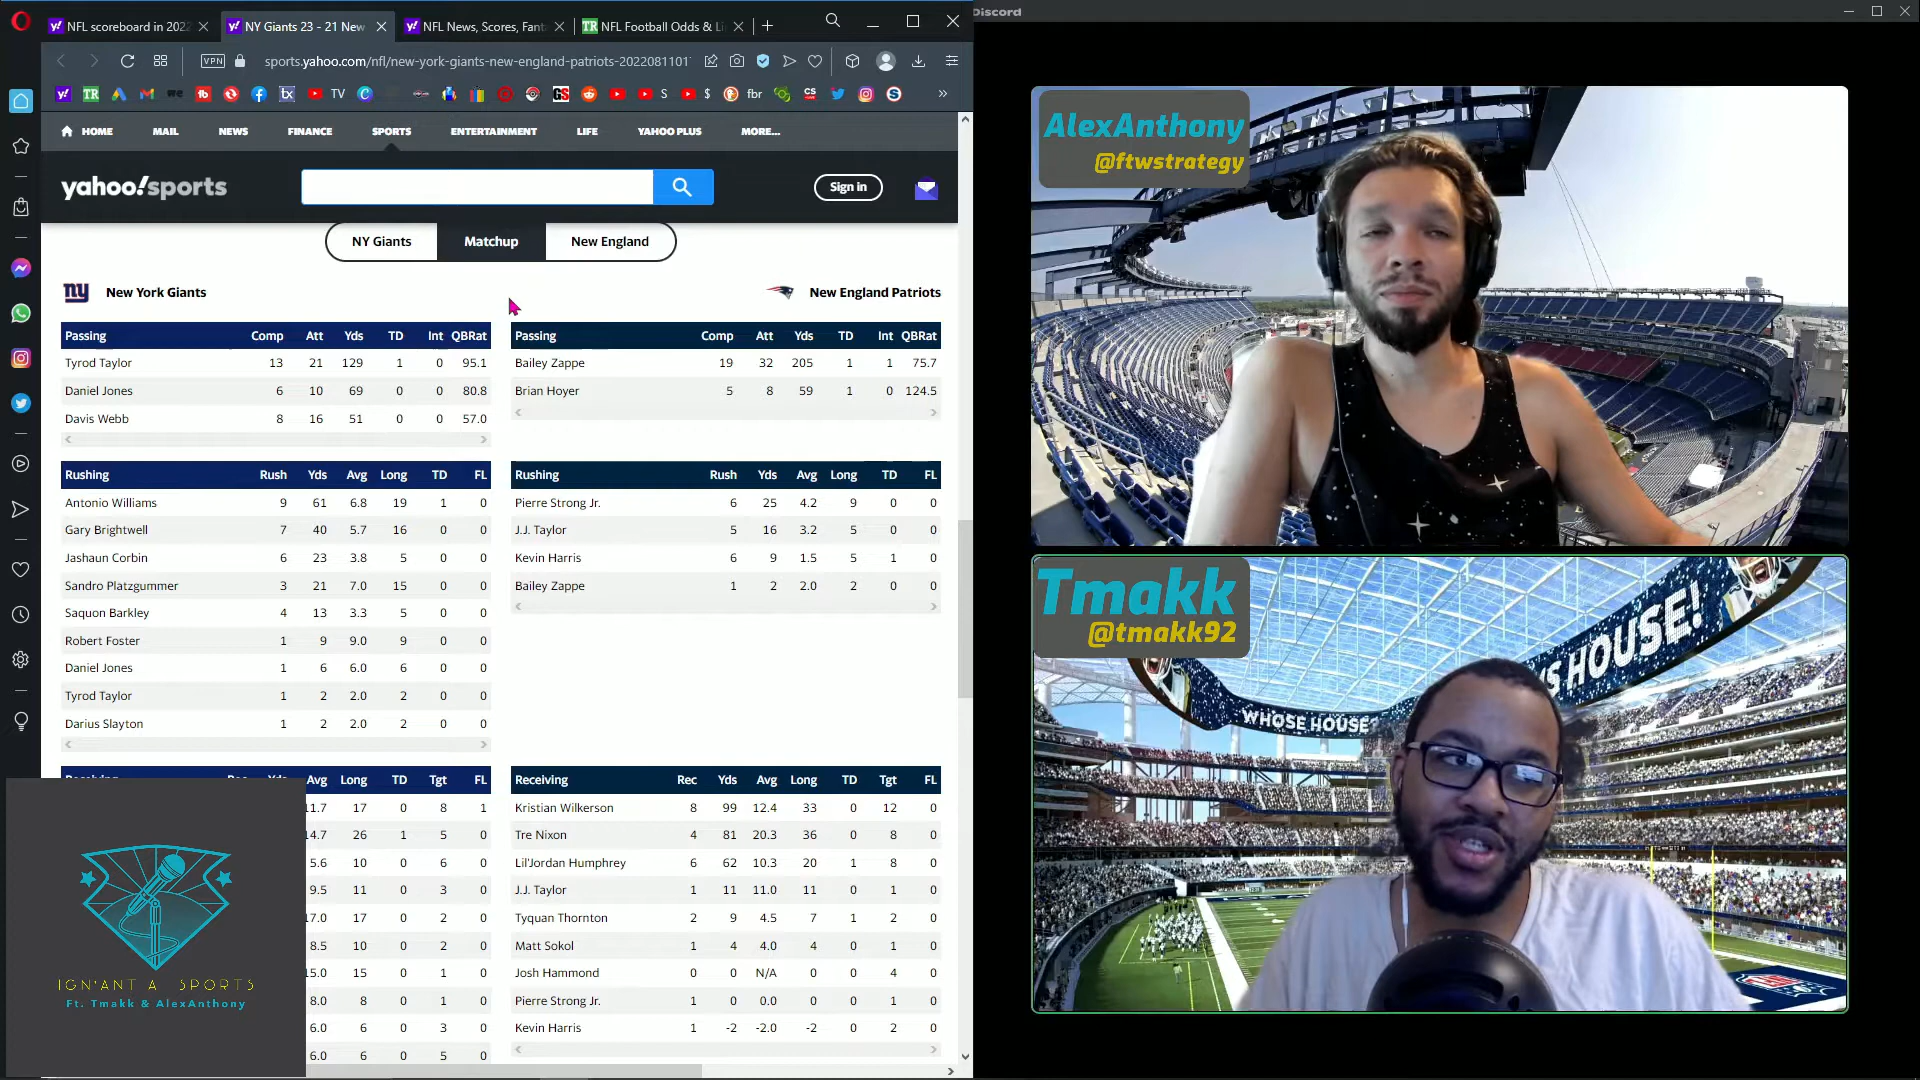 NFL scoreboard in 2022
NY Giants 23 - 21 New
NFL News, Scores, Fant
NFL Football Odds & Li
Discord
VPN
sports.yahoo.com/nfl/new-york-giants-new-england-patriots-2022081101
TV
S
$
fbr
HOME MAIL NEWS FINANCE SPORTS ENTERTAINMENT LIFE YAHOO PLUS MORE...
yahoo!sports
Sign in
NY Giants Matchup New England
New York Giants
Passing Comp Att Yds TD Int QBRat
Tyrod Taylor 13 21 129 1 0 95.1
Daniel Jones 6 10 69 0 0 80.8
Davis Webb 8 16 51 0 0 57.0
Rushing Rush Yds Avg Long TD FL
Antonio Williams 9 61 6.8 19 1 0
Gary Brightwell 7 40 5.7 16 0 0
Jashaun Corbin 6 23 3.8 5 0 0
Sandro Platzgummer 3 21 7.0 15 0 0
Saquon Barkley 4 13 3.3 5 0 0
Robert Foster 1 9 9.0 9 0 0
Daniel Jones 1 6 6.0 6 0 0
Tyrod Taylor 1 2 2.0 2 0 0
Darius Slayton 1 2 2.0 2 0 0
Avg Long TD Tgt FL
11.7 17 0 8 1
14.7 26 1 5 0
5.6 10 0 6 0
9.5 11 0 3 0
17.0 17 0 2 0
8.5 10 0 2 0
15.0 15 0 1 0
8.0 8 0 1 0
6.0 6 0 3 0
6.0 6 0 5 0
New England Patriots
Passing Comp Att Yds TD Int QBRat
Bailey Zappe 19 32 205 1 1 75.7
Brian Hoyer 5 8 59 1 0 124.5
Rushing Rush Yds Avg Long TD FL
Pierre Strong Jr. 6 25 4.2 9 0 0
J.J. Taylor 5 16 3.2 5 0 0
Kevin Harris 6 9 1.5 5 1 0
Bailey Zappe 1 2 2.0 2 0 0
Receiving Rec Yds Avg Long TD Tgt FL
Kristian Wilkerson 8 99 12.4 33 0 12 0
Tre Nixon 4 81 20.3 36 0 8 0
Lil'Jordan Humphrey 6 62 10.3 20 1 8 0
J.J. Taylor 1 11 11.0 11 0 1 0
Tyquan Thornton 2 9 4.5 7 1 2 0
Matt Sokol 1 4 4.0 4 0 1 0
Josh Hammond 0 0 N/A 0 0 4 0
Pierre Strong Jr. 1 0 0.0 0 0 1 0
Kevin Harris 1 -2 -2.0 -2 0 2 0
IGN'ANT A SPORTS
Ft. Tmakk & AlexAnthony
AlexAnthony
@ftwstrategy
Tmakk
@tmakk92
WHOSE HOUSE
HOUSE!
NFL